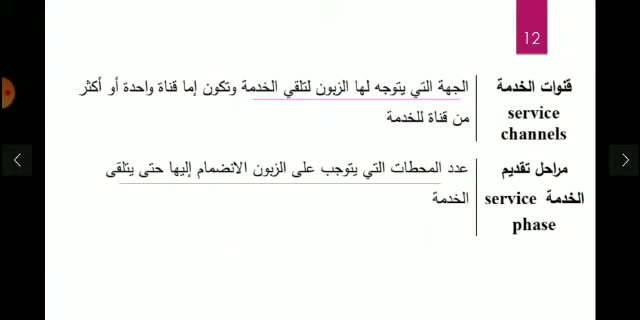 12
قنوات الخدمة
service
channels
الجهة التي يتوجه لها الزبون لتلقي الخدمة وتكون إما قناة واحدة أو أكثر
من قناة للخدمة
مراحل تقديم
الخدمة service
phase
عدد المحطات التي يتوجب على الزبون الانضمام إليها حتى يتلقى
الخدمة